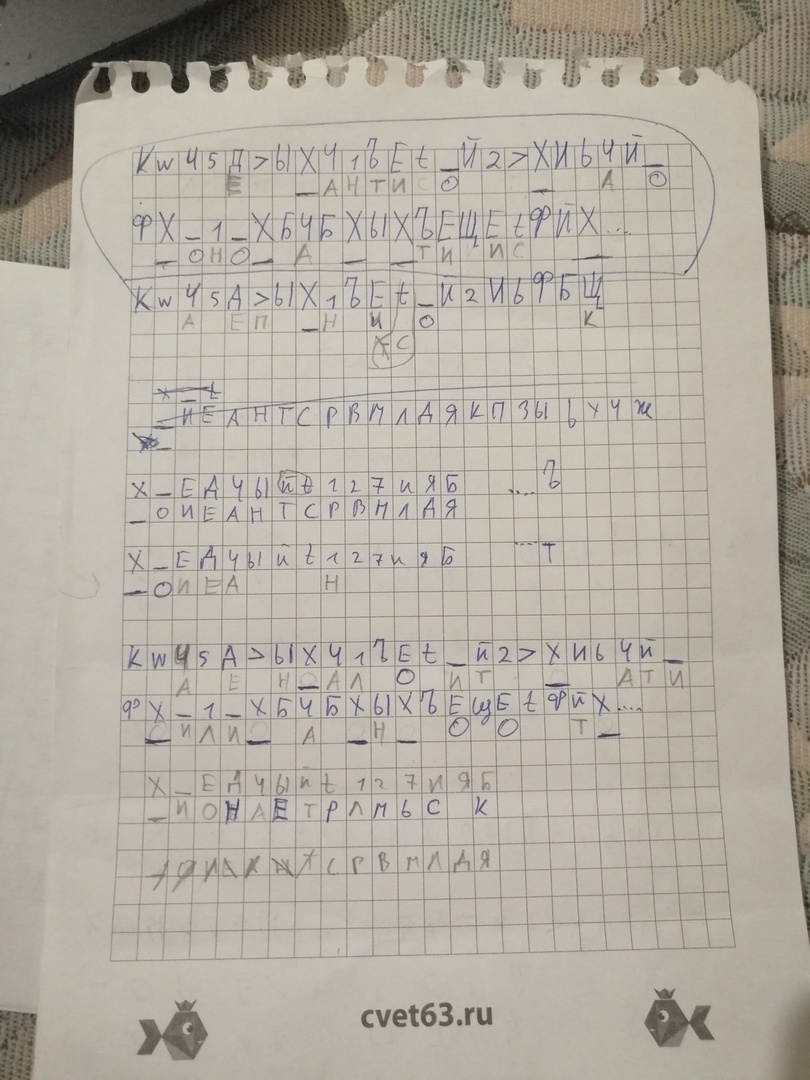 Kw Ч 5 Д > Ы Х Ч 1 Ъ Е t _ Й 2 > Х И Ь Ч Й _
Е _ А Н Т И С О _ А О
Ф Х _ 1 _ Х Б Ч Б Х Ы Х Ъ Е Щ Е t Ф Й Х ...
_ О Н О _ А _ _ Т И И С _
Kw Ч 5 Д > Ы Х 1 Ъ Е t _ Й 2 И Ь Ф Б Щ
А Е П _ Н И О К
С
Х _ t
_ И Е А Н Т С Р В М Л Д Я К П З Ы Ь Х Ч Ж
Х _ Е Д Ч Ы Й t 1 2 7 И Я Б .... Ъ
_ О И Е А Н Т С Р В М Л Д Я
Х _ Е Д Ч Ы Й t 1 2 7 И Я Б .... Т
_ О И Е А Н
Kw Ч 5 Д > Ы Х Ч 1 Ъ Е t _ Й 2 > Х И Ь Ч Й _
А Е Н _ А Л О И Т _ А Т И
Ф Х _ 1 _ Х Б Ч Б Х Ы Х Ъ Е Щ Е t Ф Й Х ....
_ И Л И _ А _ Н _ О О Т _
Х _ Е Д Ч Ы Й t 1 2 7 И Я Б
_ И О Н А Е Т Р Л М Ь С К
С Р В М Л Д Я
cvet63.ru